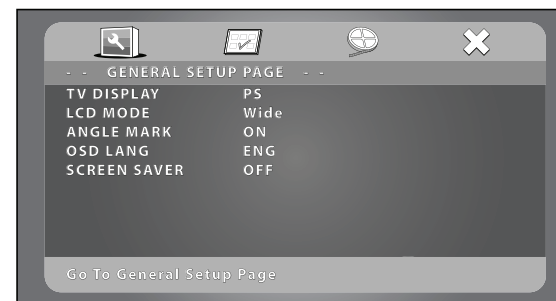 - - GENERAL SETUP PAGE - -
TV DISPLAY PS
LCD MODE Wide
ANGLE MARK ON
OSD LANG ENG
SCREEN SAVER OFF
Go To General Setup Page